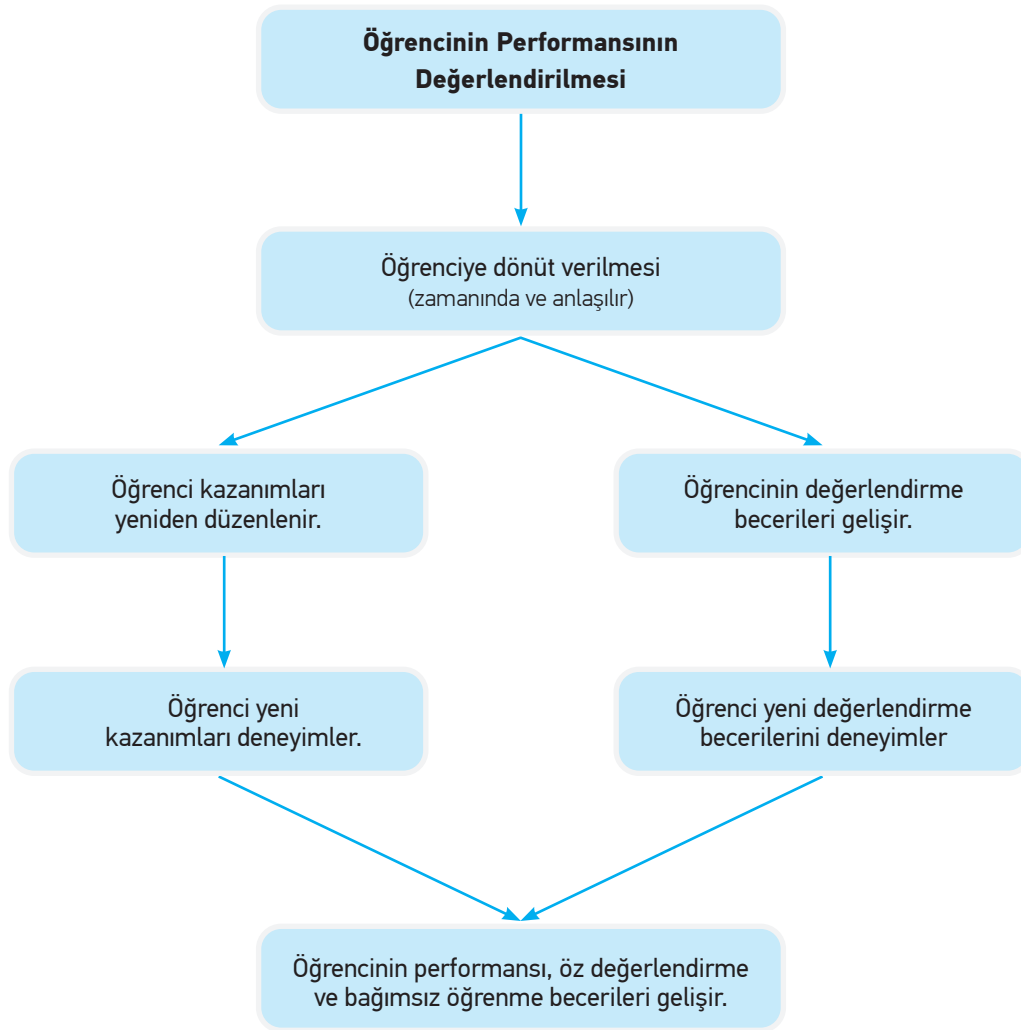 Öğrencinin Performansının
Değerlendirilmesi
Öğrenciye dönüt verilmesi
(zamanında ve anlaşılır)
Öğrenci kazanımları
yeniden düzenlenir.
Öğrencinin değerlendirme
becerileri gelişir.
Öğrenci yeni
kazanımları deneyimler.
Öğrenci yeni değerlendirme
becerilerini deneyimler
Öğrencinin performansı, öz değerlendirme
ve bağımsız öğrenme becerileri gelişir.